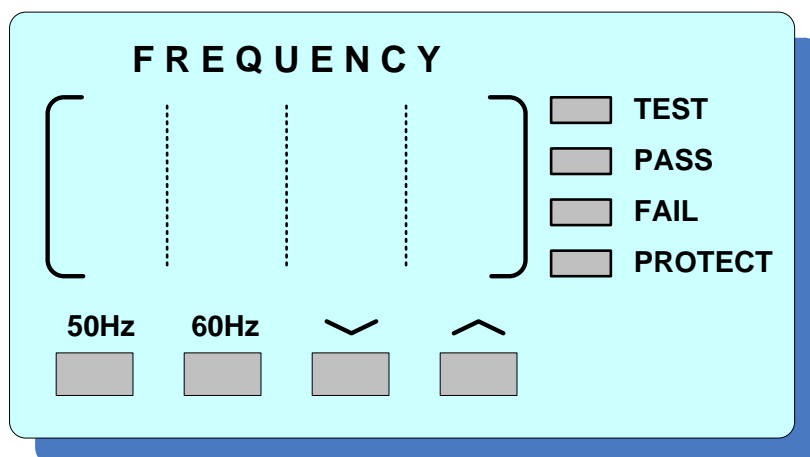 FREQUENCY
TEST
PASS
FAIL
PROTECT
50Hz 60Hz